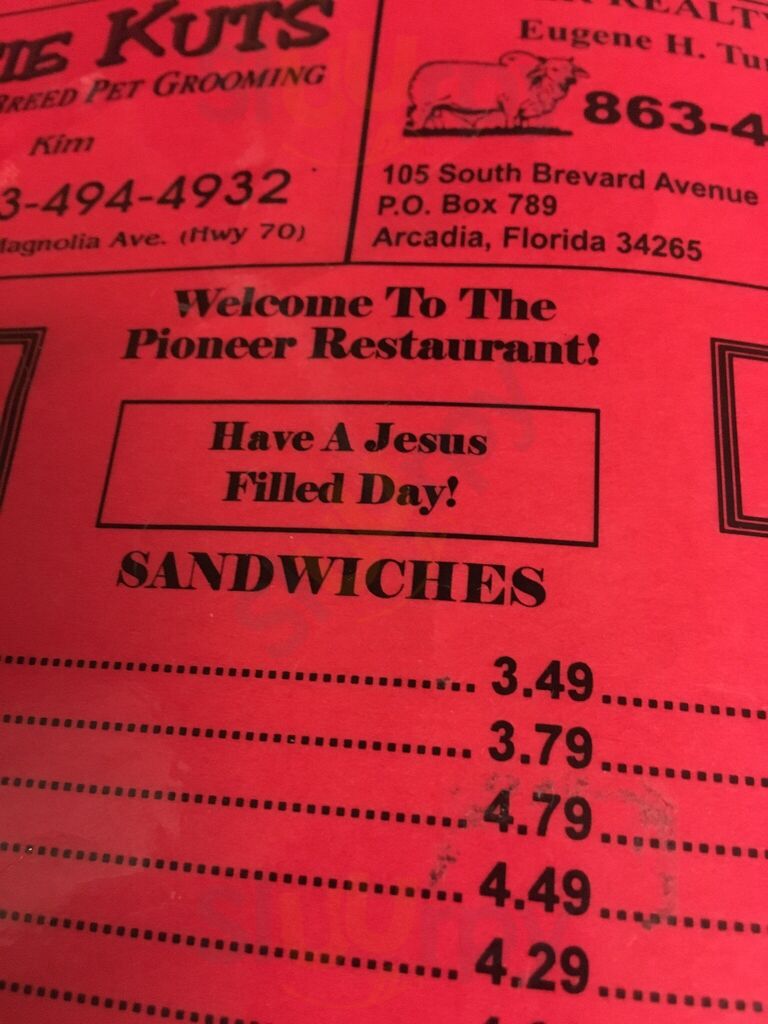 KUTS
BREED PET GROOMING
Kim
3-494-4932
Magnolia Ave. (Hwy 70)
REALTY
Eugene H.
863-4
105 South Brevard Avenue
P.O. Box 789
Arcadia, Florida 34265
Welcome To The
Pioneer Restaurant!
Have A Jesus
Filled Day!
SANDWICHES
3.49
3.79
4.79
4.49
4.29